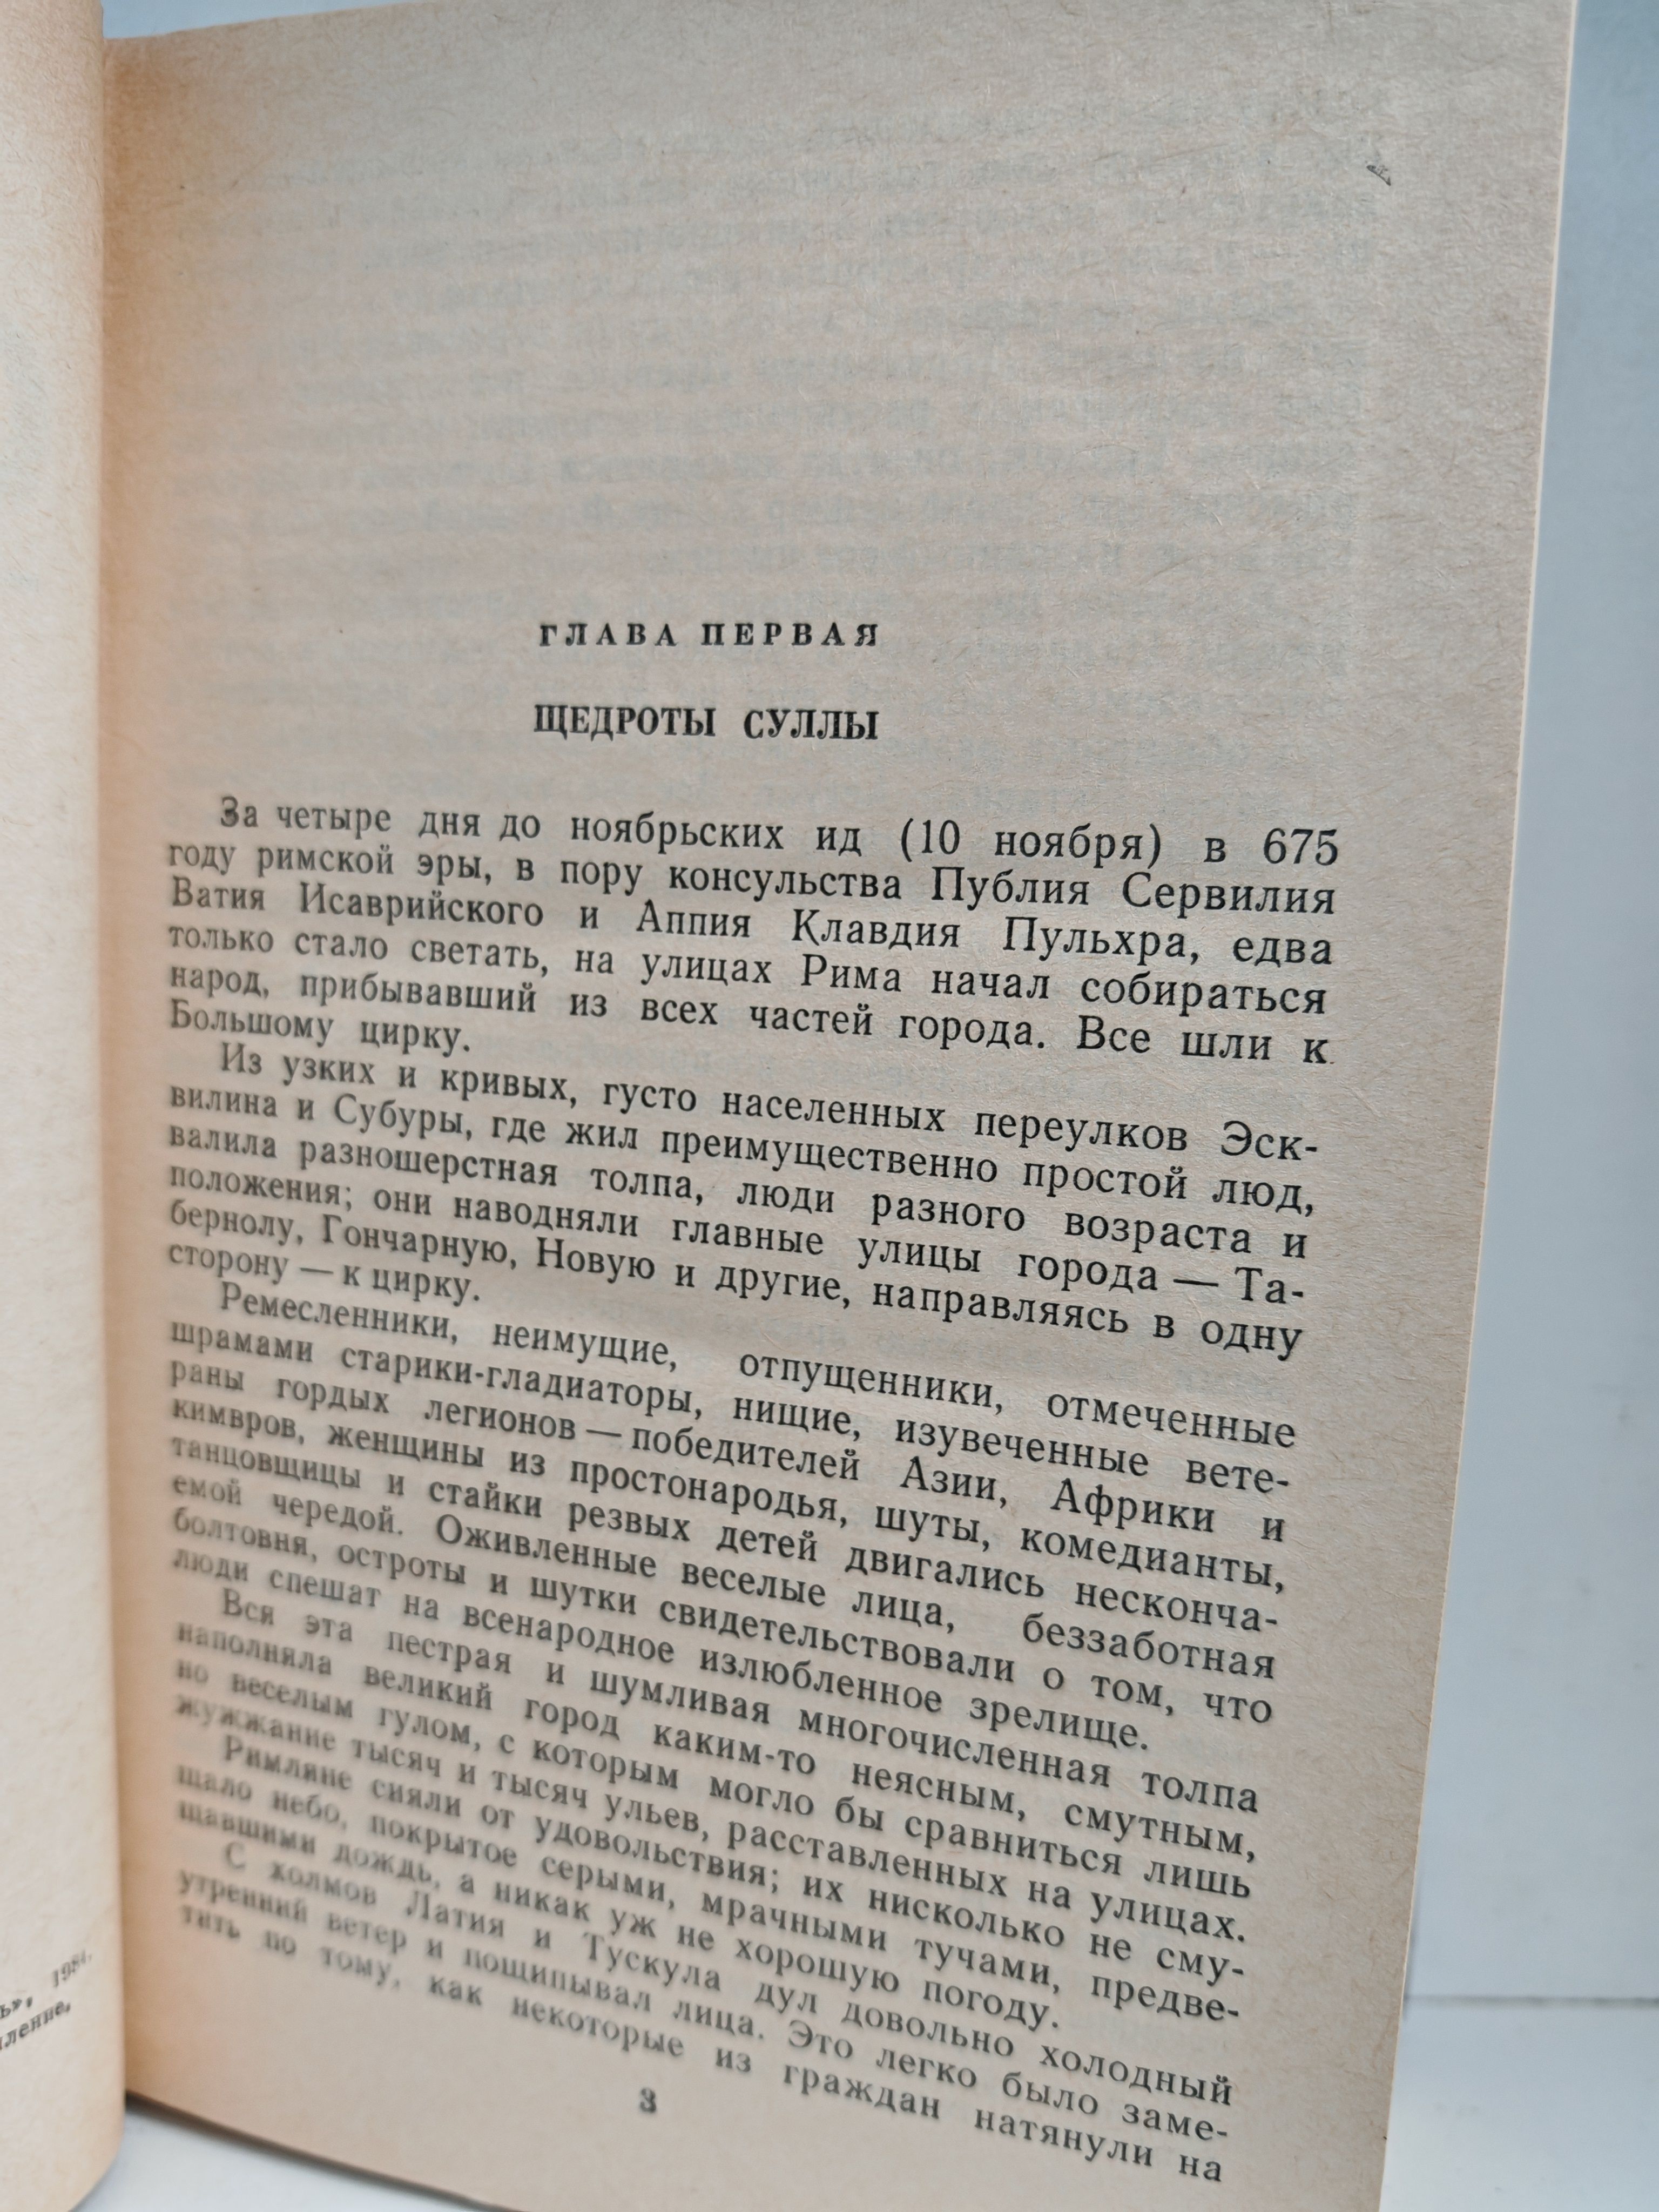 ГЛАВА ПЕРВАЯ
ЩЕДРОТЫ СУЛЛЫ
За четыре дня до ноябрьских ид (10 ноября) в 675
году римской эры, в пору консульства Публия Сервилия
Ватия Исаврийского и Аппия Клавдия Пульхра, едва
только стало светать, на улицах Рима начал собираться
народ, прибывавший из всех частей города. Все шли к
Большому цирку.
Из узких и кривых, густо населенных переулков Эск-
вилина и Субуры, где жил преимущественно простой люд,
валила разношерстная толпа, люди разного возраста и
положения; они наводняли главные улицы города — Та-
бернолу, Гончарную, Новую и другие, направляясь в одну
сторону — к цирку.
Ремесленники, неимущие, отпущенники, отмеченные
шрамами старики-гладиаторы, нищие, изувеченные вете-
раны гордых легионов — победителей Азии, Африки и
кимвров, женщины из простонародья, шуты, комедианты,
танцовщицы и стайки резвых детей двигались несконча-
емой чередой. Оживленные веселые лица, беззаботная
болтовня, остроты и шутки свидетельствовали о том, что
люди спешат на всенародное излюбленное зрелище.
Вся эта пестрая и шумливая многочисленная толпа
наполняла великий город каким-то неясным, смутным,
но веселым гулом, с которым могло бы сравниться лишь
жужжание тысяч и тысяч ульев, расставленных на улицах.
Римляне сияли от удовольствия; их нисколько не сму-
щало небо, покрытое серыми, мрачными тучами, предве-
щавшими дождь, а никак уж не хорошую погоду.
С холмов Латия и Тускула дул довольно холодный
утренний ветер и пощипывал лица. Это легко было заме-
тить по тому, как некоторые из граждан натянули на
3
1984.